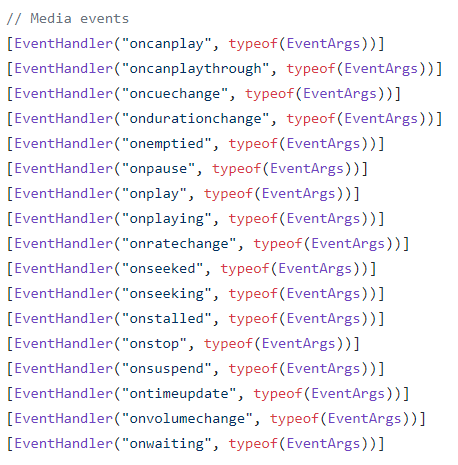 // Media events
[EventHandler("oncanplay", typeof(EventArgs))]
[EventHandler("oncanplaythrough", typeof(EventArgs))]
[EventHandler("oncuechange", typeof(EventArgs))]
[EventHandler("ondurationchange", typeof(EventArgs))]
[EventHandler("onemptied", typeof(EventArgs))]
[EventHandler("onpause", typeof(EventArgs))]
[EventHandler("onplay", typeof(EventArgs))]
[EventHandler("onplaying", typeof(EventArgs))]
[EventHandler("onratechange", typeof(EventArgs))]
[EventHandler("onseeked", typeof(EventArgs))]
[EventHandler("onseeking", typeof(EventArgs))]
[EventHandler("onstalled", typeof(EventArgs))]
[EventHandler("onstop", typeof(EventArgs))]
[EventHandler("onsuspend", typeof(EventArgs))]
[EventHandler("ontimeupdate", typeof(EventArgs))]
[EventHandler("onvolumechange", typeof(EventArgs))]
[EventHandler("onwaiting", typeof(EventArgs))]